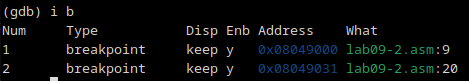 (gdb) i b
Num Type Disp Enb Address What
1 breakpoint keep y 0x08049000 lab09-2.asm:9
2 breakpoint keep y 0x08049031 lab09-2.asm:20